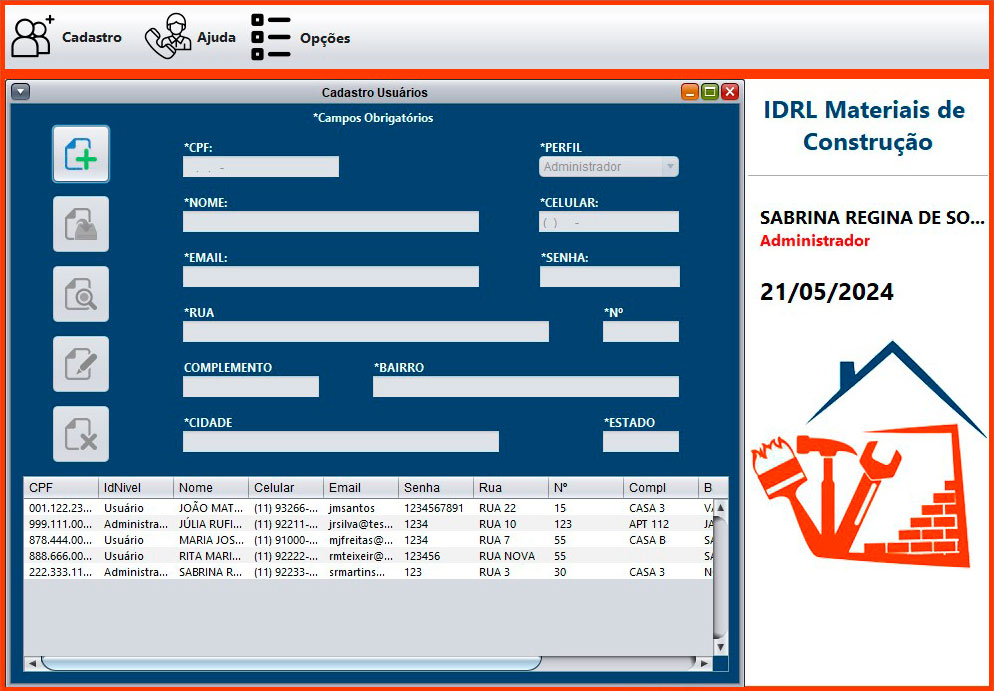 Cadastro Ajuda Opções
Cadastro Usuários
*Campos Obrigatórios
*CPF: *PERFIL
. . - Administrador
*NOME: *CELULAR:
( ) -
*EMAIL: *SENHA:
*RUA *Nº
COMPLEMENTO *BAIRRO
*CIDADE *ESTADO
CPF IdNivel Nome Celular Email Senha Rua Nº Compl B
001.122.23... Usuário JOÃO MAT... (11) 93266-... jmsantos 1234567891 RUA 22 15 CASA 3
999.111.00... Administra... JÚLIA RUFI... (11) 92211-... jrsilva@tes... 1234 RUA 10 123 APT 112 JA
878.444.00... Usuário MARIA JOS... (11) 91000-... mjfreitas@... 1234 RUA 7 55 CASA B SA
888.666.00... Usuário RITA MARI... (11) 92222-... rmteixeir@... 123456 RUA NOVA 55 SA
222.333.11... Administra... SABRINA R... (11) 92233-... srmartins... 123 RUA 3 30 CASA 3 N
IDRL Materiais de
Construção
SABRINA REGINA DE SO...
Administrador
21/05/2024